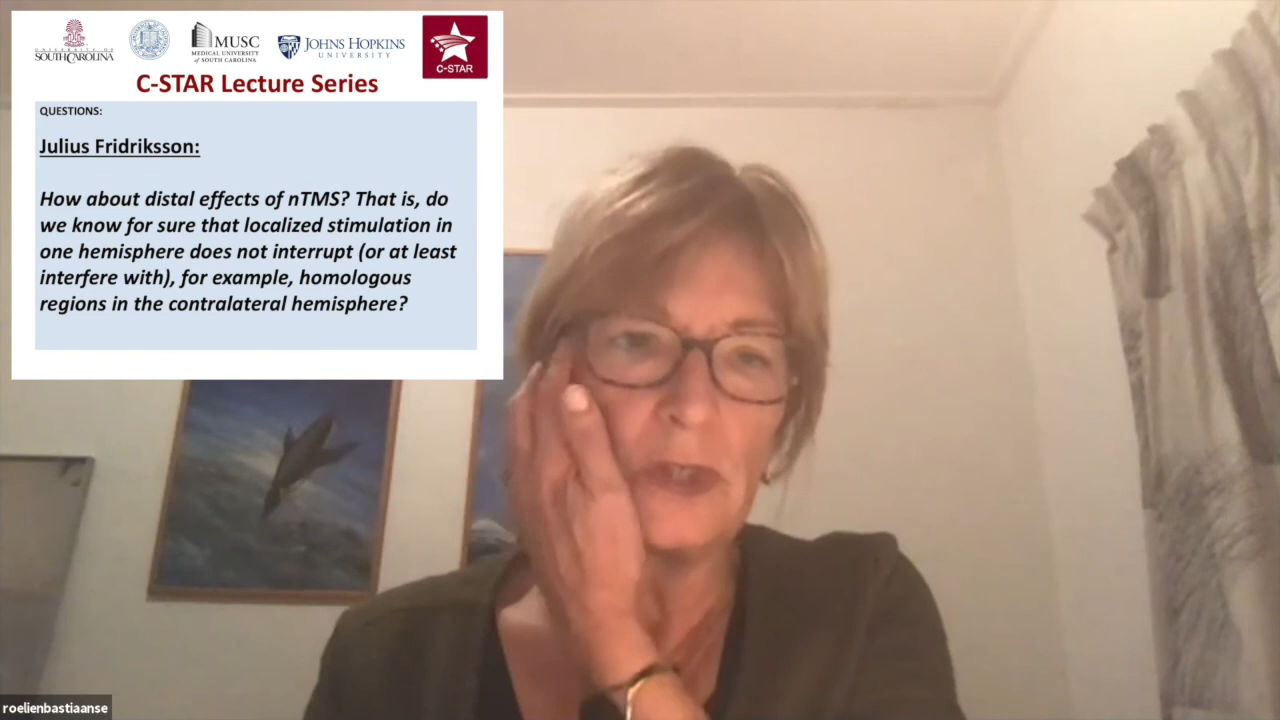 UNIVERSITY OF
SOUTH CAROLINA
MUSC
MEDICAL UNIVERSITY
of SOUTH CAROLINA
JOHNS HOPKINS
UNIVERSITY
C-STAR
C-STAR Lecture Series
QUESTIONS:
Julius Fridriksson:
How about distal effects of nTMS? That is, do
we know for sure that localized stimulation in
one hemisphere does not interrupt (or at least
interfere with), for example, homologous
regions in the contralateral hemisphere?
roelienbastiaanse